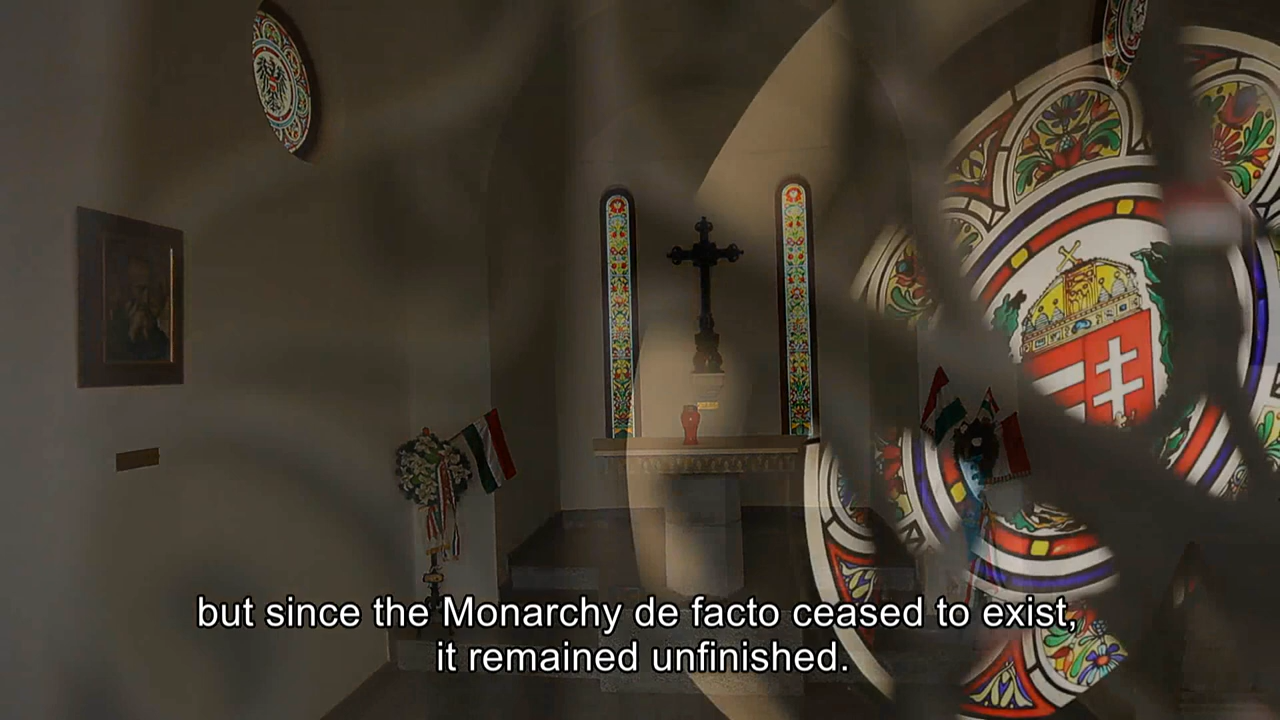 but since the Monarchy de facto ceased to exist,
it remained unfinished.